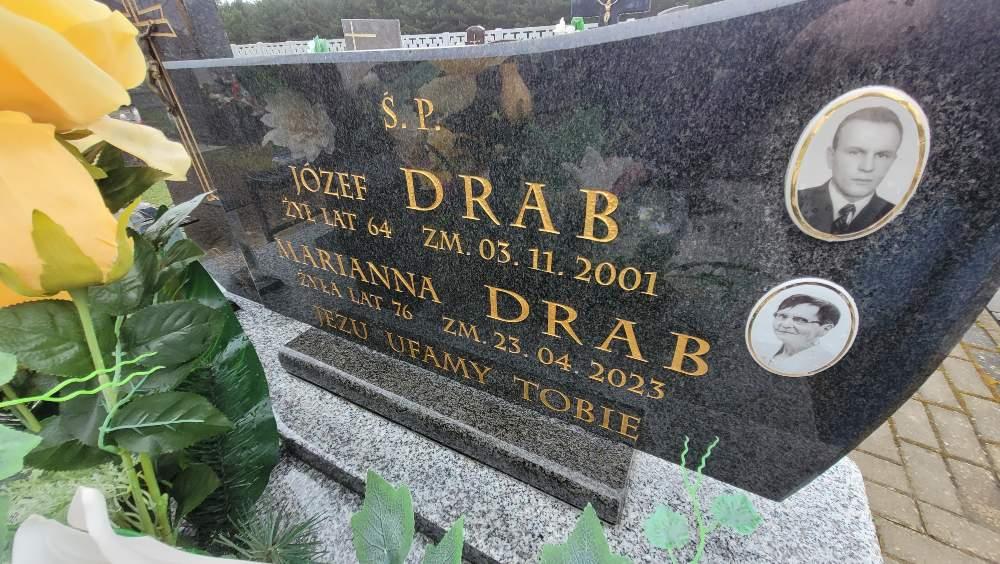 Ś. P.
JÓZEF DRAB
ŻYŁ LAT 64 ZM. 03. 11. 2001
MARIANNA DRAB
ŻYŁA LAT 76 ZM. 23. 04. 2023
JEZU UFAMY TOBIE